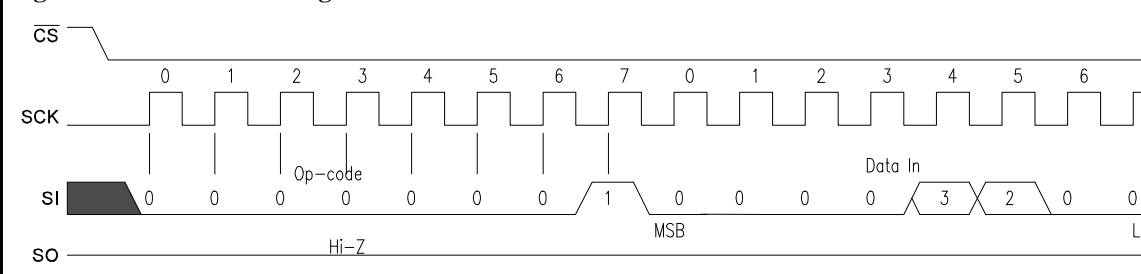 CS
0 1 2 3 4 5 6 7 0 1 2 3 4 5 6
SCK
Op-code Data In
SI 0 0 0 0 0 0 0 1 0 0 0 0 3 2 0 0
MSB L
Hi-Z
SO